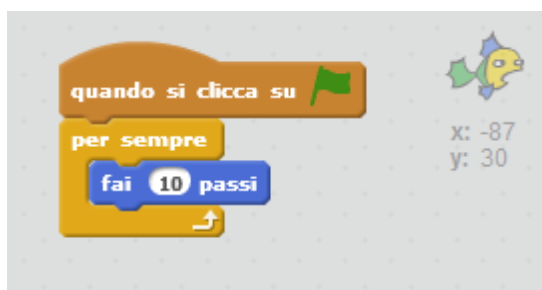 quando si clicca su
per sempre
fai 10 passi
x: -87
y: 30